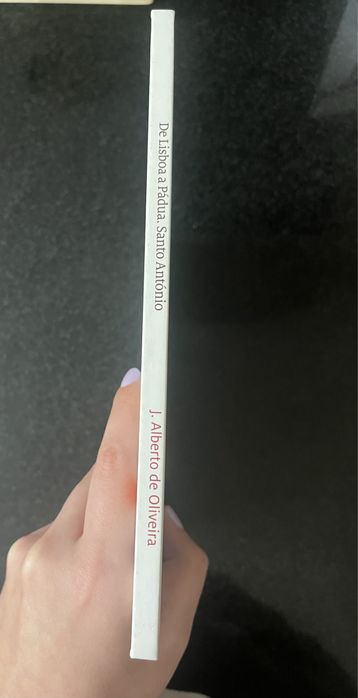 De Lisboa a Pádua. Santo António
J. Alberto de Oliveira